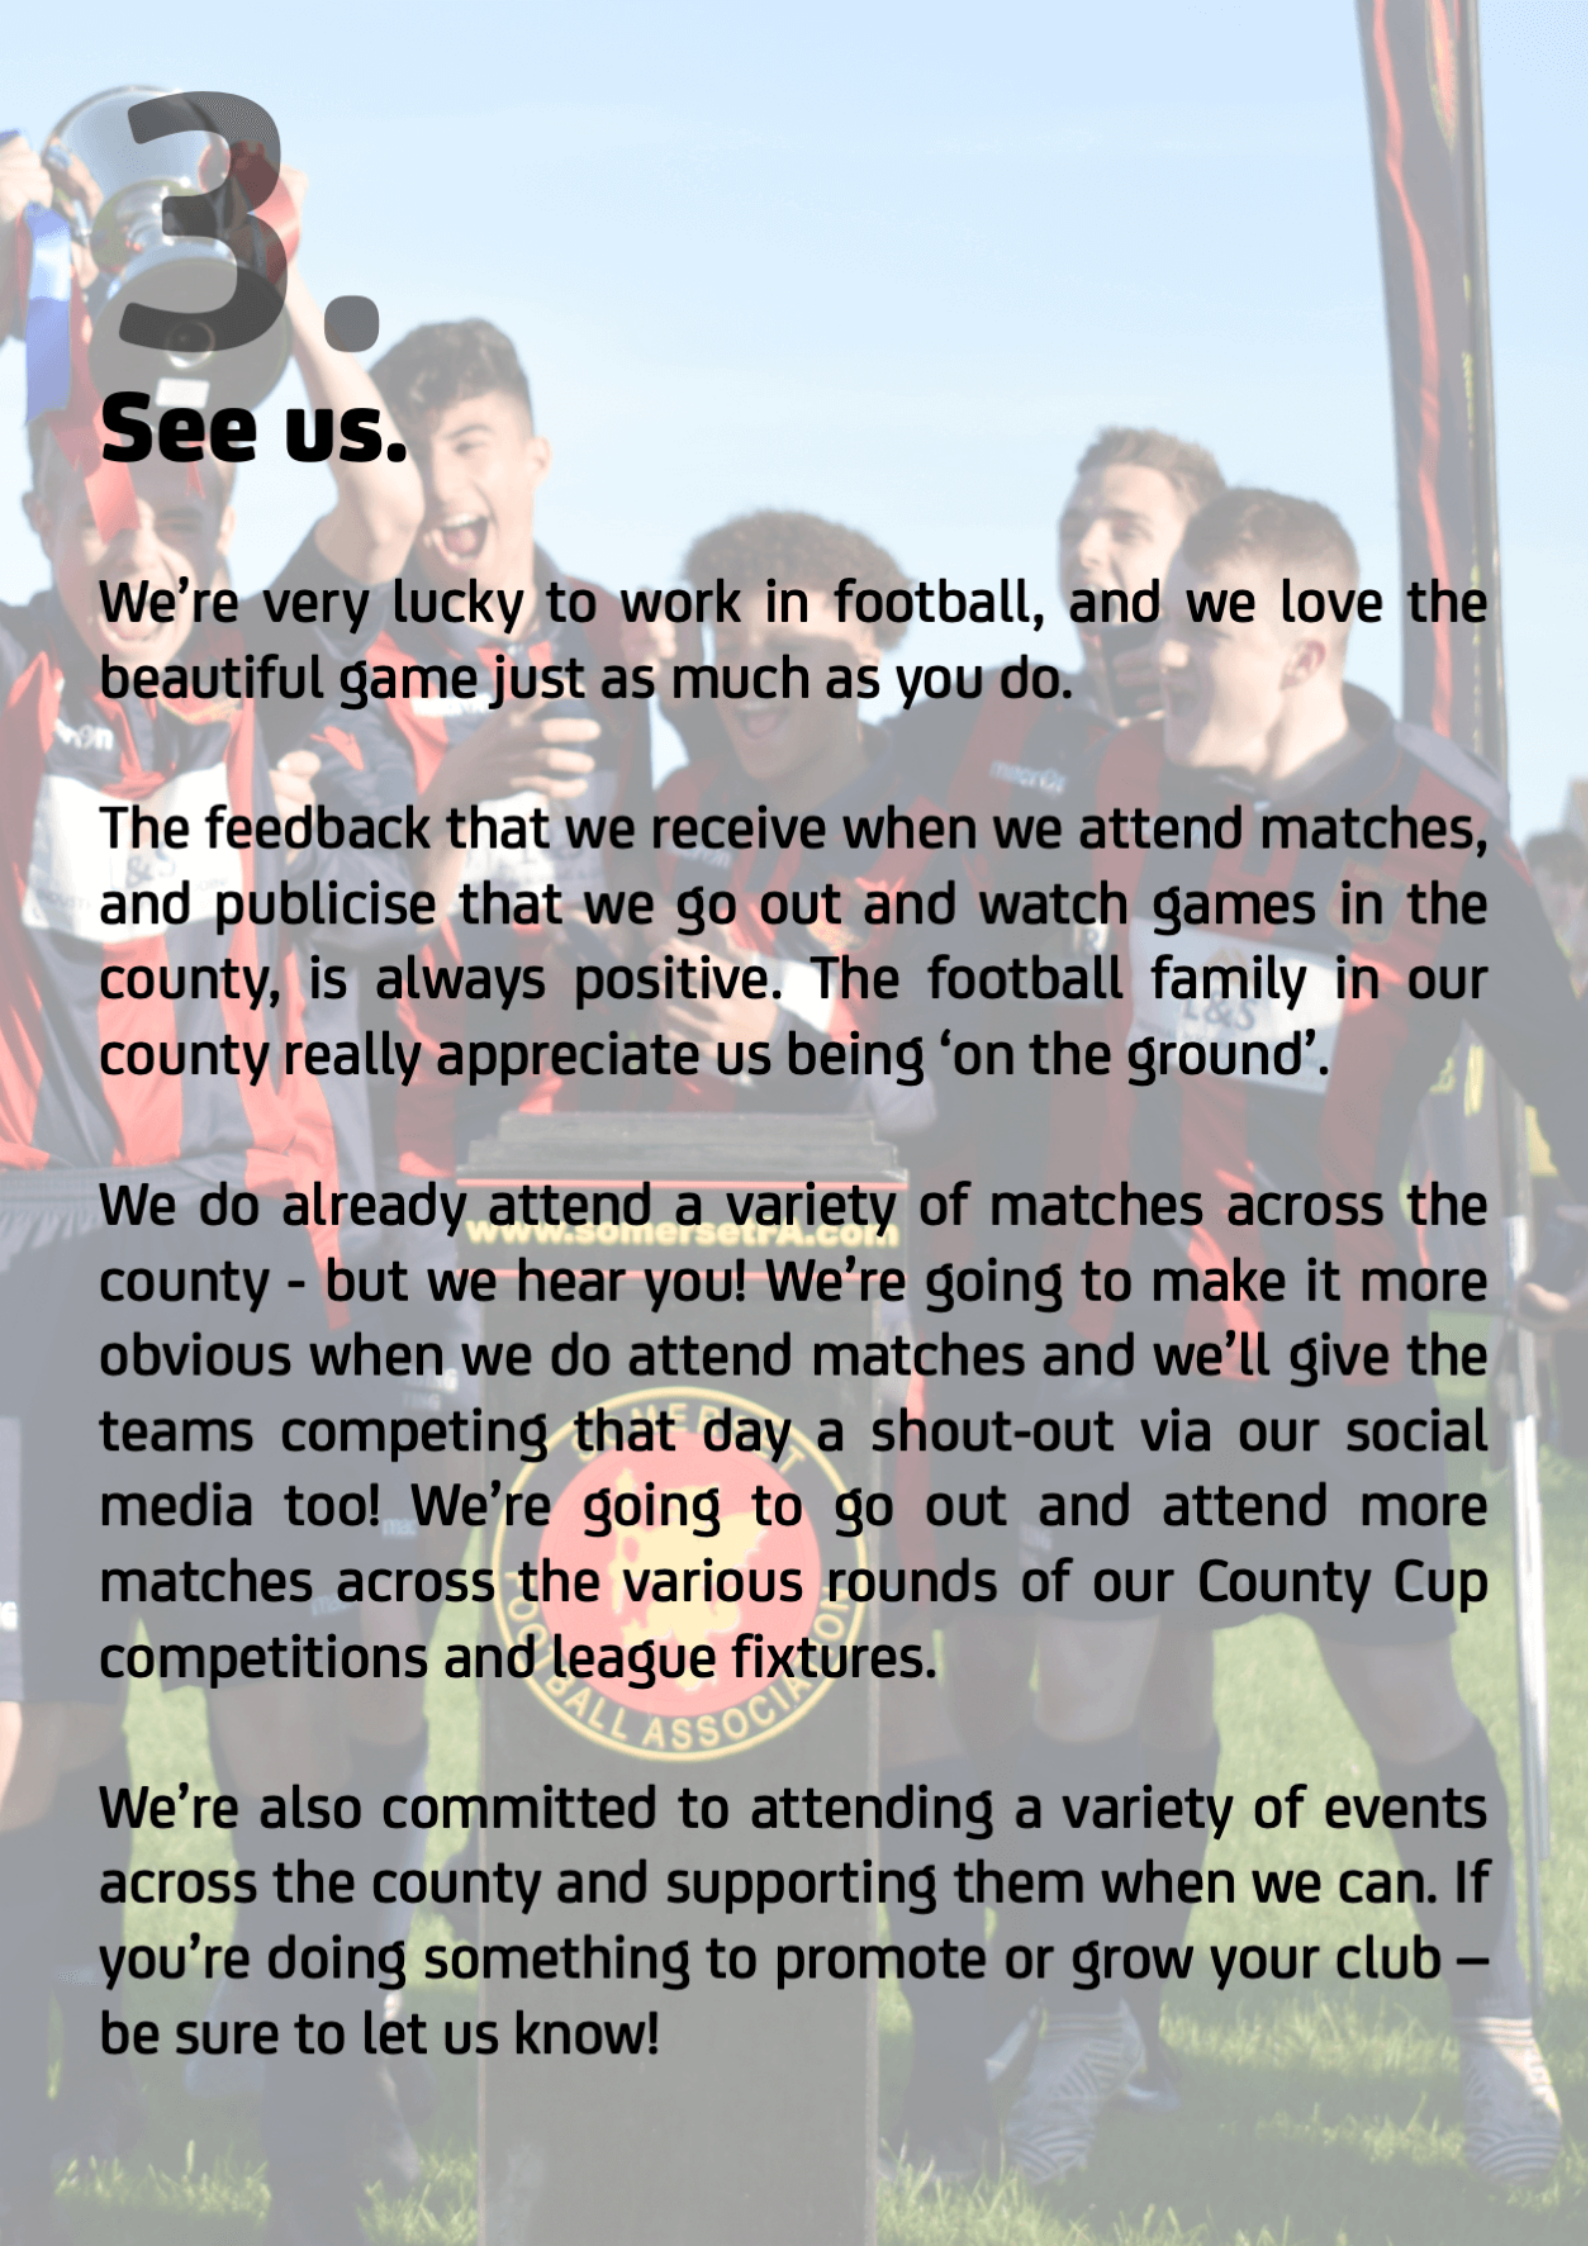 3.
See us.
We're very lucky to work in football, and we love the
beautiful game just as much as you do.
The feedback that we receive when we attend matches,
and publicise that we go out and watch games in the
county, is always positive. The football family in our
county really appreciate us being ‘on the ground’.
We do already attend a variety of matches across the
www.somersetFA.com
county - but we hear you! We’re going to make it more
obvious when we do attend matches and we’ll give the
teams competing that day a shout-out via our social
media too! We’re going to go out and attend more
matches across the various rounds of our County Cup
competitions and league fixtures.
SOMERSET
FOOTBALL ASSOCIATION
We’re also committed to attending a variety of events
across the county and supporting them when we can. If
you’re doing something to promote or grow your club –
be sure to let us know!
macron
L&S